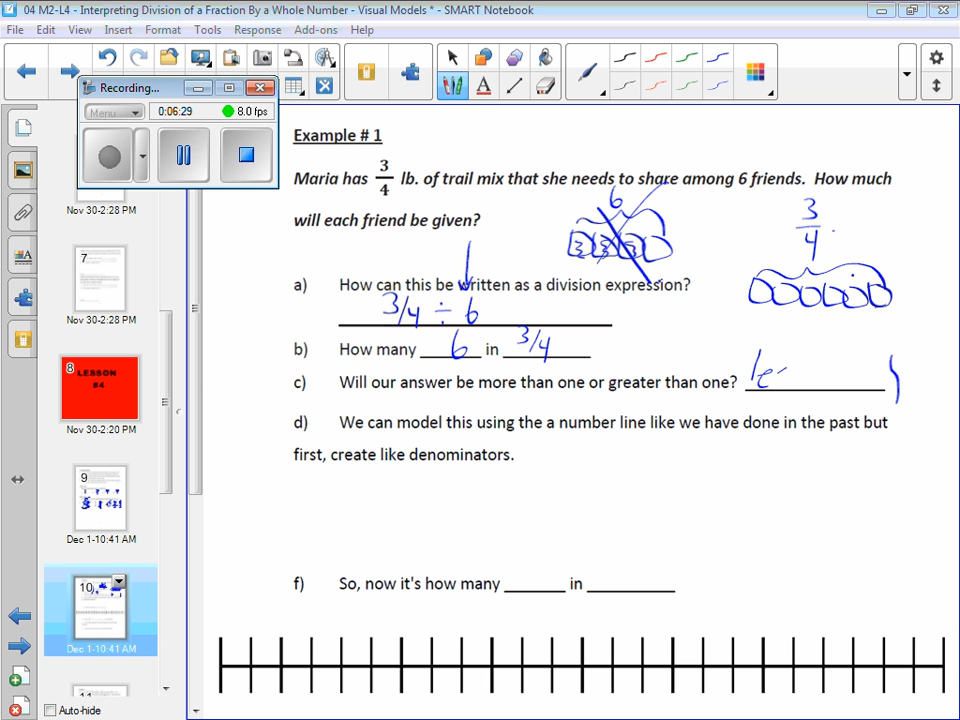 04 M2-L4 - Interpreting Division of a Fraction By a Whole Number - Visual Models * - SMART Notebook
File Edit View Insert Format Tools Response Add-ons Help
Recording...
Menu 0:06:29 8.0 fps
Nov 30-2:28 PM
7
Nov 30-2:28 PM
8
LESSON
#4
Nov 30-2:20 PM
9
Dec 1-10:41 AM
10
Dec 1-10:41 AM
Auto-hide
Example # 1
Maria has 3/4 lb. of trail mix that she needs to share among 6 friends. How much
will each friend be given?
6
3/4
a) How can this be written as a division expression?
3/4 ÷ 6
b) How many 6 in 3/4
c) Will our answer be more than one or greater than one? le
d) We can model this using the a number line like we have done in the past but
first, create like denominators.
f) So, now it's how many ______ in ______